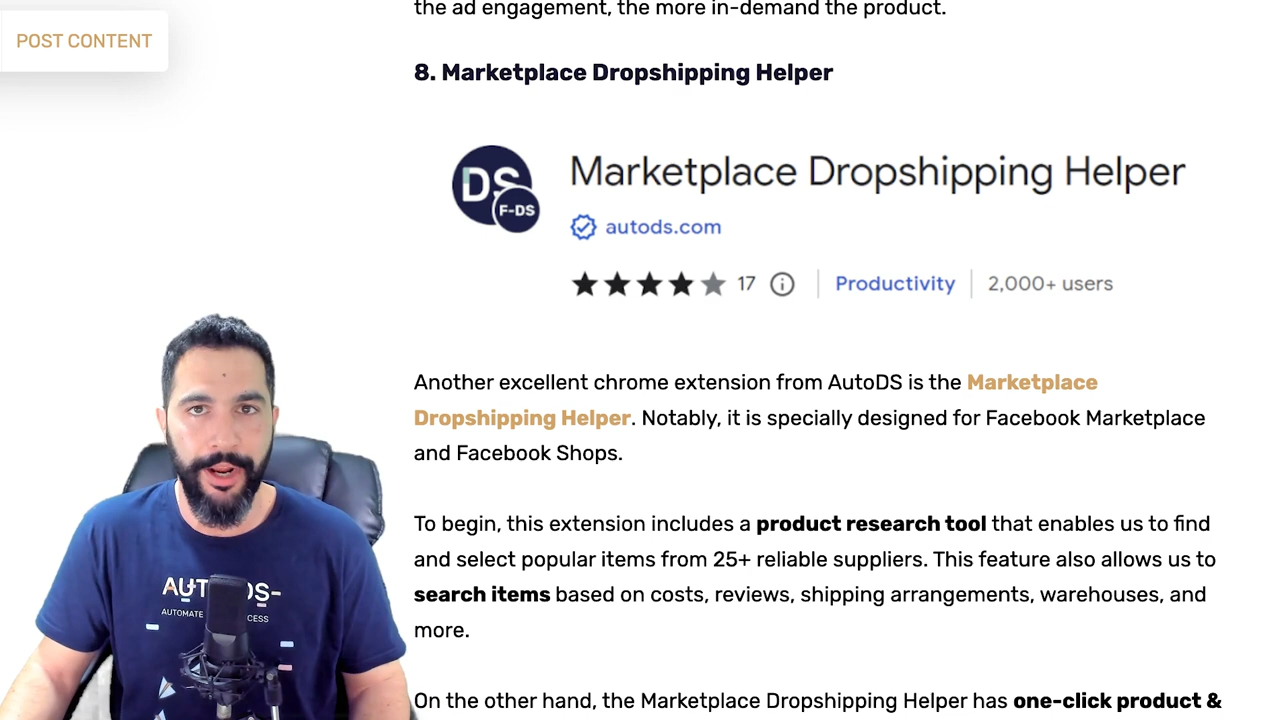 the ad engagement, the more in-demand the product.
POST CONTENT
8. Marketplace Dropshipping Helper
DS
F-DS
Marketplace Dropshipping Helper
autods.com
17
Productivity
2,000+ users
Another excellent chrome extension from AutoDS is the Marketplace
Dropshipping Helper. Notably, it is specially designed for Facebook Marketplace
and Facebook Shops.
To begin, this extension includes a product research tool that enables us to find
and select popular items from 25+ reliable suppliers. This feature also allows us to
search items based on costs, reviews, shipping arrangements, warehouses, and
more.
On the other hand, the Marketplace Dropshipping Helper has one-click product &
AUTOMATE